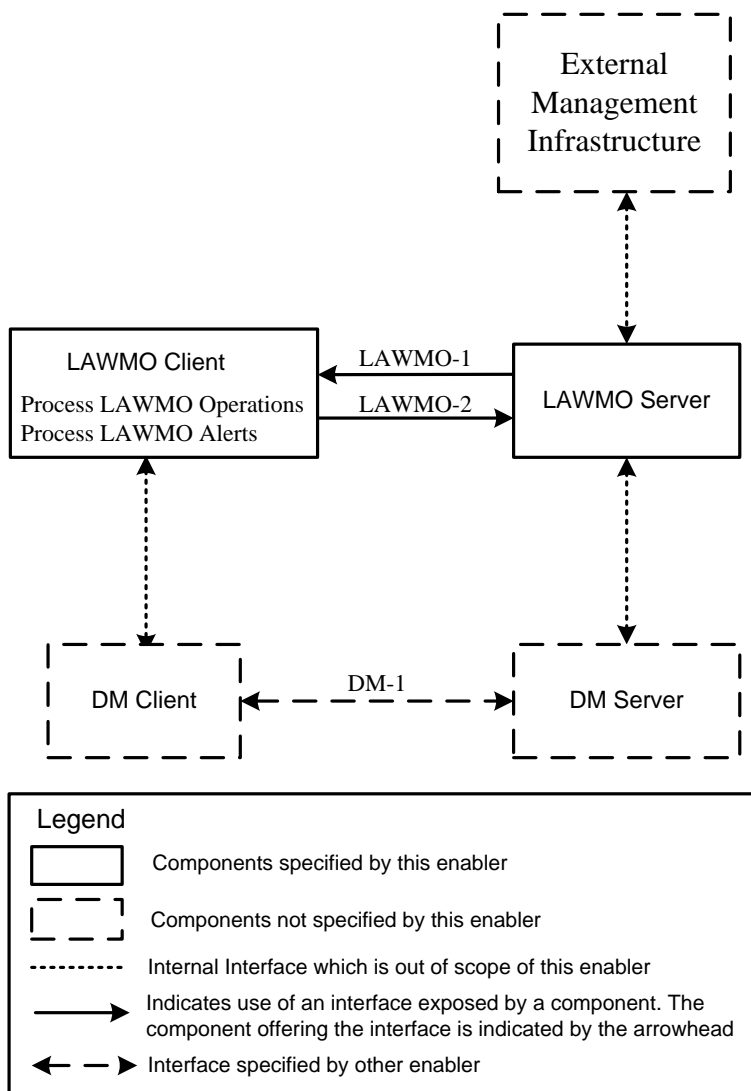 External
Management
Infrastructure
LAWMO Client
Process LAWMO Operations
Process LAWMO Alerts
LAWMO-1
LAWMO-2
LAWMO Server
DM Client
DM-1
DM Server
Legend
Components specified by this enabler
Components not specified by this enabler
Internal Interface which is out of scope of this enabler
Indicates use of an interface exposed by a component. The
component offering the interface is indicated by the arrowhead
Interface specified by other enabler